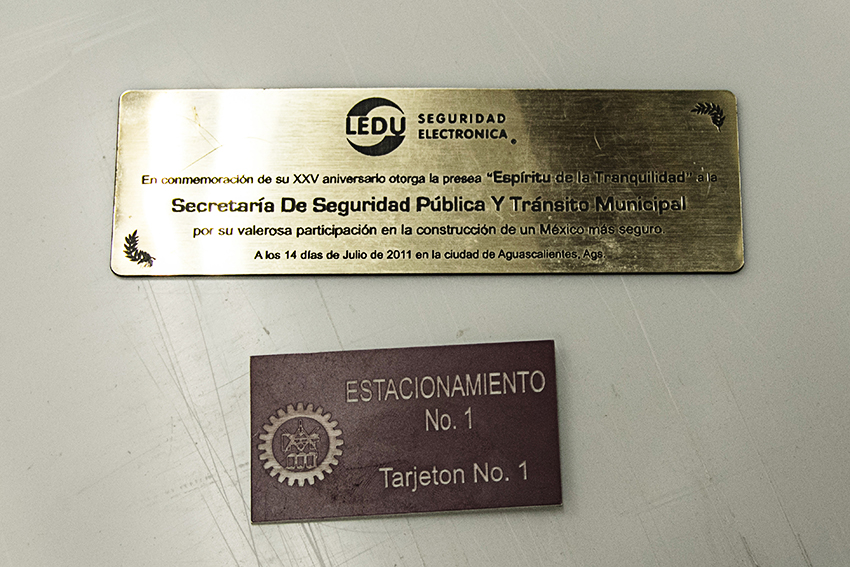 LEDU SEGURIDAD ELECTRONICA®
En conmemoración de su XXV aniversario otorga la presea "Espíritu de la Tranquilidad" a la
Secretaría De Seguridad Pública Y Tránsito Municipal
por su valerosa participación en la construcción de un México más seguro.
A los 14 días de Julio de 2011 en la ciudad de Aguascalientes, Ags.
ESTACIONAMIENTO
No. 1
Tarjeton No. 1